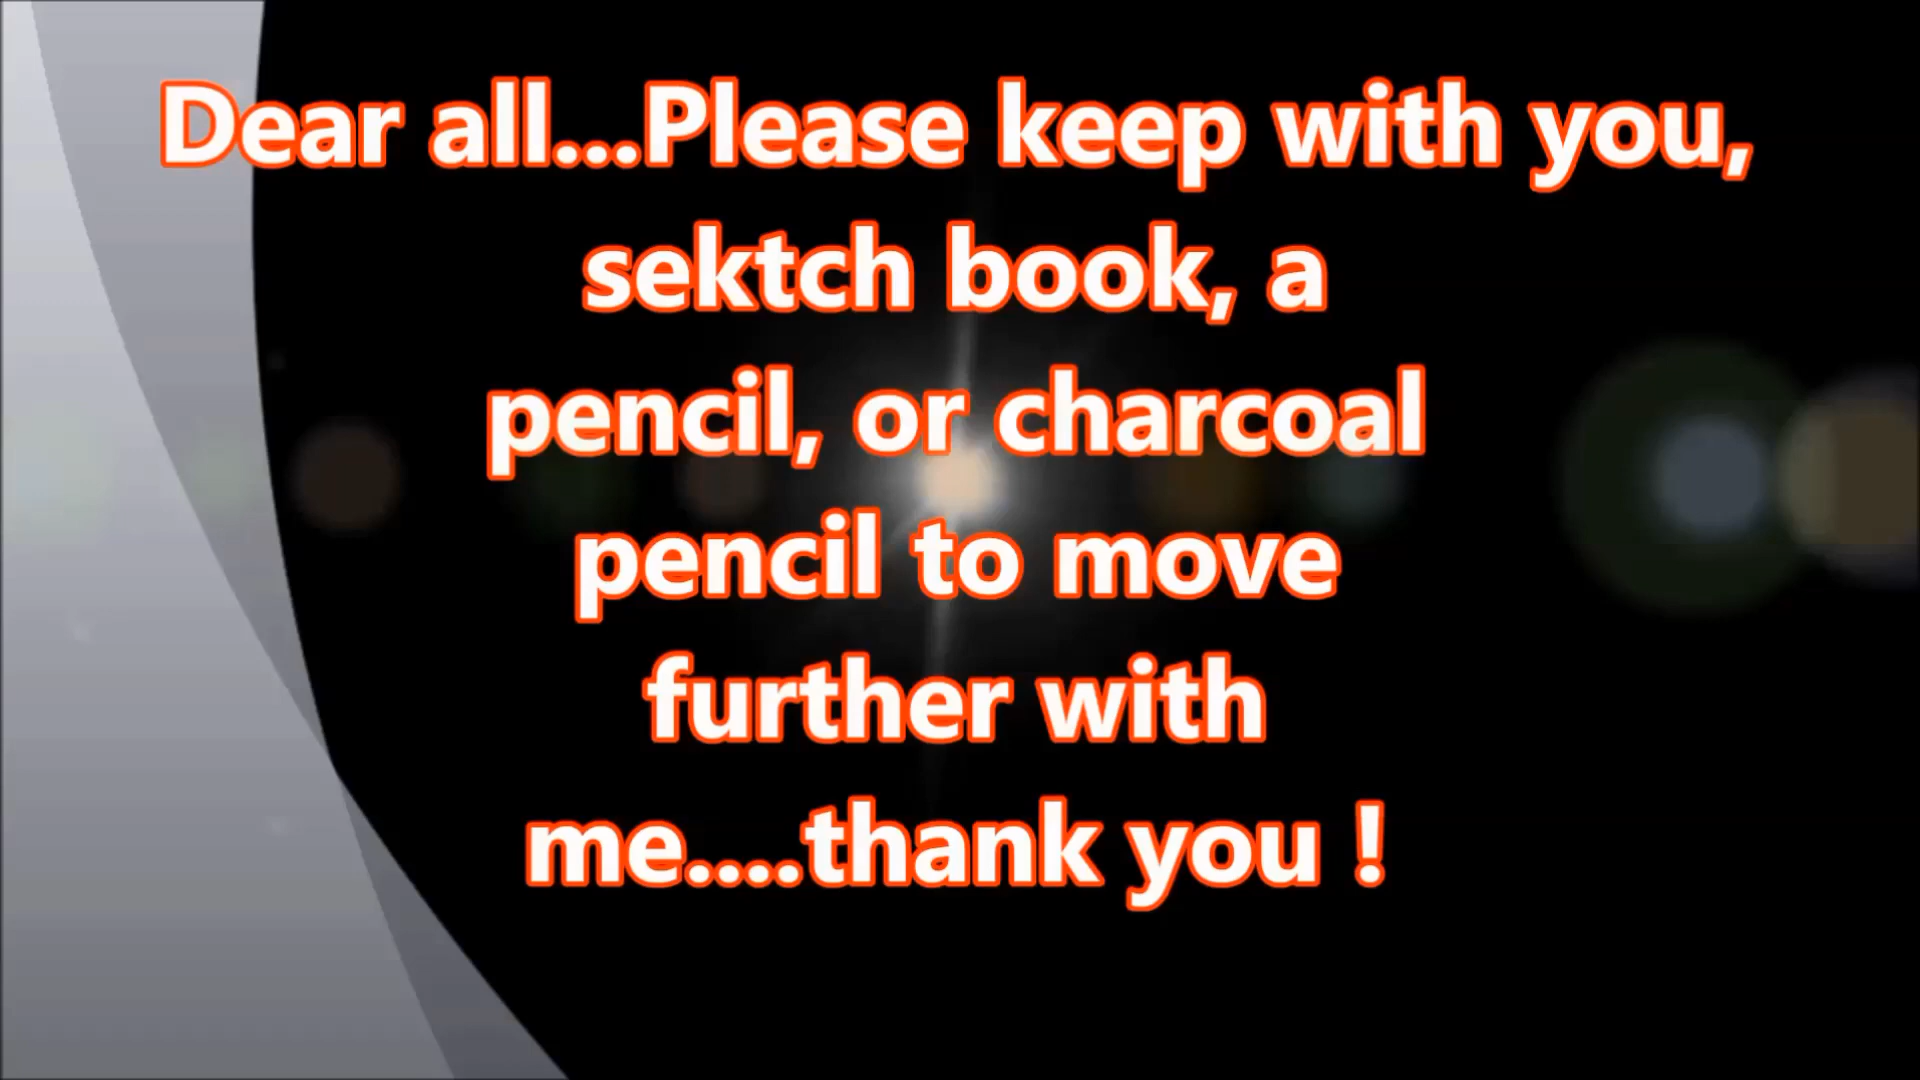 Dear all...Please keep with you,
sektch book, a
pencil, or charcoal
pencil to move
further with
me....thank you !